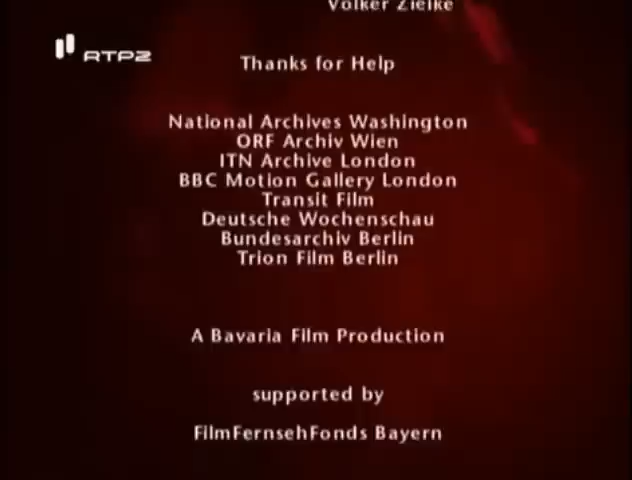 Volker Zielke
RTP2
Thanks for Help
National Archives Washington
ORF Archiv Wien
ITN Archive London
BBC Motion Gallery London
Transit Film
Deutsche Wochenschau
Bundesarchiv Berlin
Trion Film Berlin
A Bavaria Film Production
supported by
FilmFernsehFonds Bayern